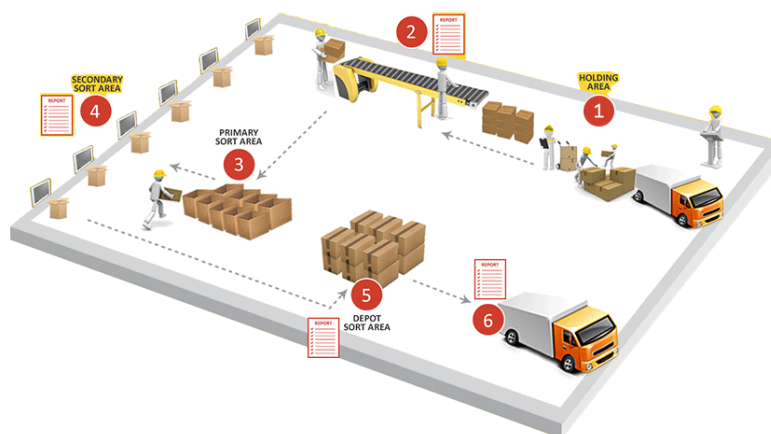 HOLDING
AREA
1
2
REPORT
PRIMARY
SORT AREA
3
SECONDARY
SORT AREA
REPORT
4
5
DEPOT
SORT AREA
REPORT
REPORT
6